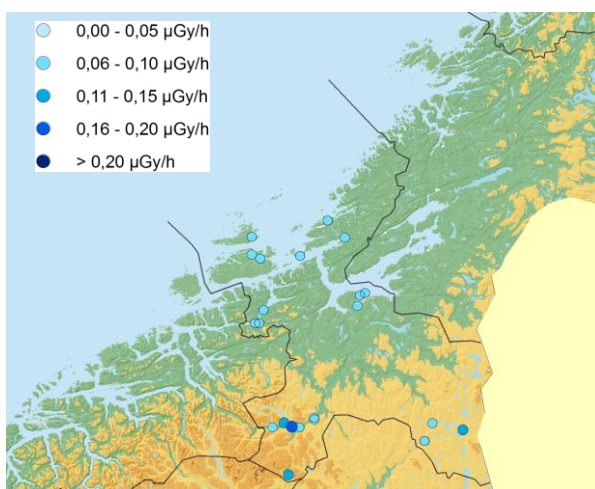 0,00 - 0,05 µGy/h
0,06 - 0,10 µGy/h
0,11 - 0,15 µGy/h
0,16 - 0,20 µGy/h
> 0,20 µGy/h